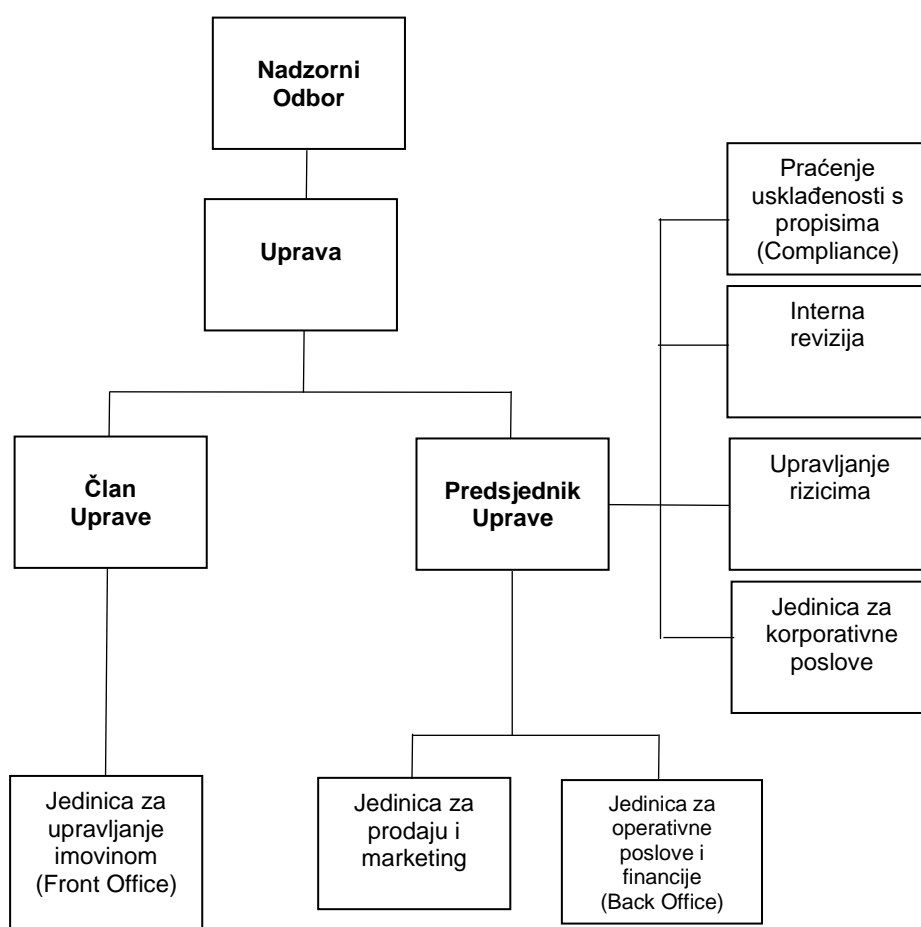 Nadzorni
Odbor
Uprava
Praćenje
usklađenosti s
propisima
(Compliance)
Interna
revizija
Član
Uprave
Predsjednik
Uprave
Upravljanje
rizicima
Jedinica za
korporativne
poslove
Jedinica za
upravljanje
imovinom
(Front Office)
Jedinica za
prodaju i
marketing
Jedinica za
operativne
poslove i
financije
(Back Office)